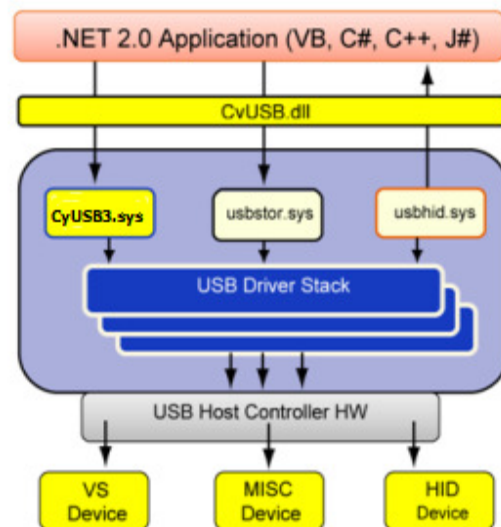 .NET 2.0 Application (VB, C#, C++, J#)
CvUSB.dll
CyUSB3.sys
usbstor.sys
usbhid.sys
USB Driver Stack
USB Host Controller HW
VS
Device
MISC
Device
HID
Device